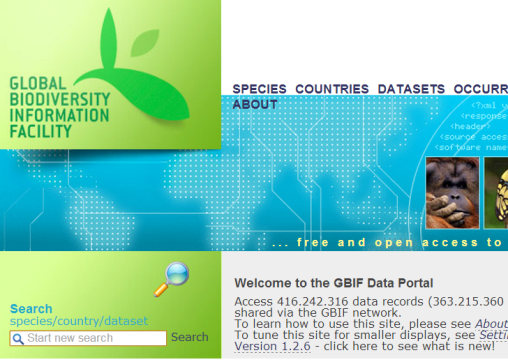 GLOBAL
BIODIVERSITY
INFORMATION
FACILITY
SPECIES COUNTRIES DATASETS OCCURR
ABOUT
<?xml v
<response
<header>
<source acces
<software name
... free and open access to
Search
species/country/dataset
Start new search Search
Welcome to the GBIF Data Portal
Access 416.242.316 data records (363.215.360
shared via the GBIF network.
To learn how to use this site, please see About
To tune this site for smaller displays, see Setti
Version 1.2.6 - click here to see what is new!